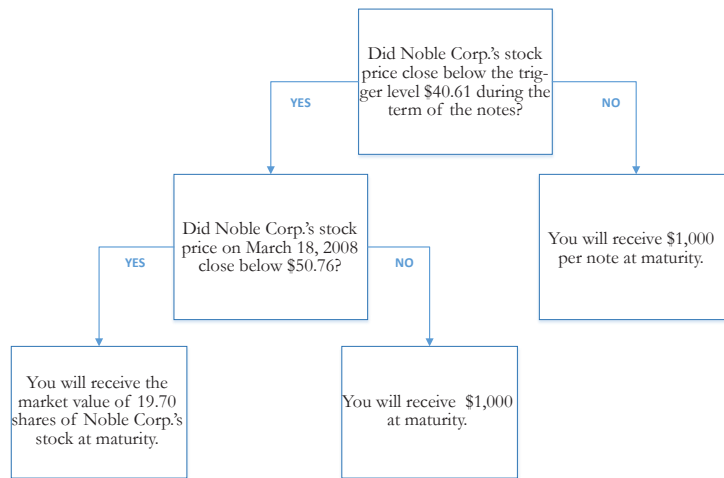 Did Noble Corp.'s stock
price close below the trig-
ger level $40.61 during the
term of the notes?
YES
NO
Did Noble Corp.'s stock
price on March 18, 2008
close below $50.76?
You will receive $1,000
per note at maturity.
YES
NO
You will receive the
market value of 19.70
shares of Noble Corp.'s
stock at maturity.
You will receive $1,000
at maturity.